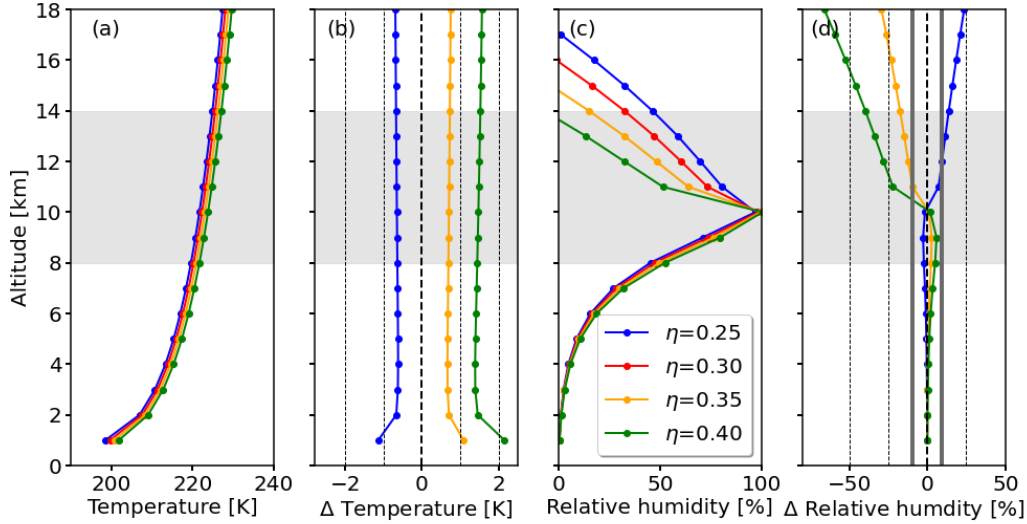 (a)
(b)
(c)
(d)
18
16
14
12
10
8
6
4
2
0
Altitude [km]
η=0.25
η=0.30
η=0.35
η=0.40
200 220 240
−2 0 2
0 50 100
−50 0 50
Temperature [K]
Δ Temperature [K]
Relative humidity [%]
Δ Relative humdity [%]